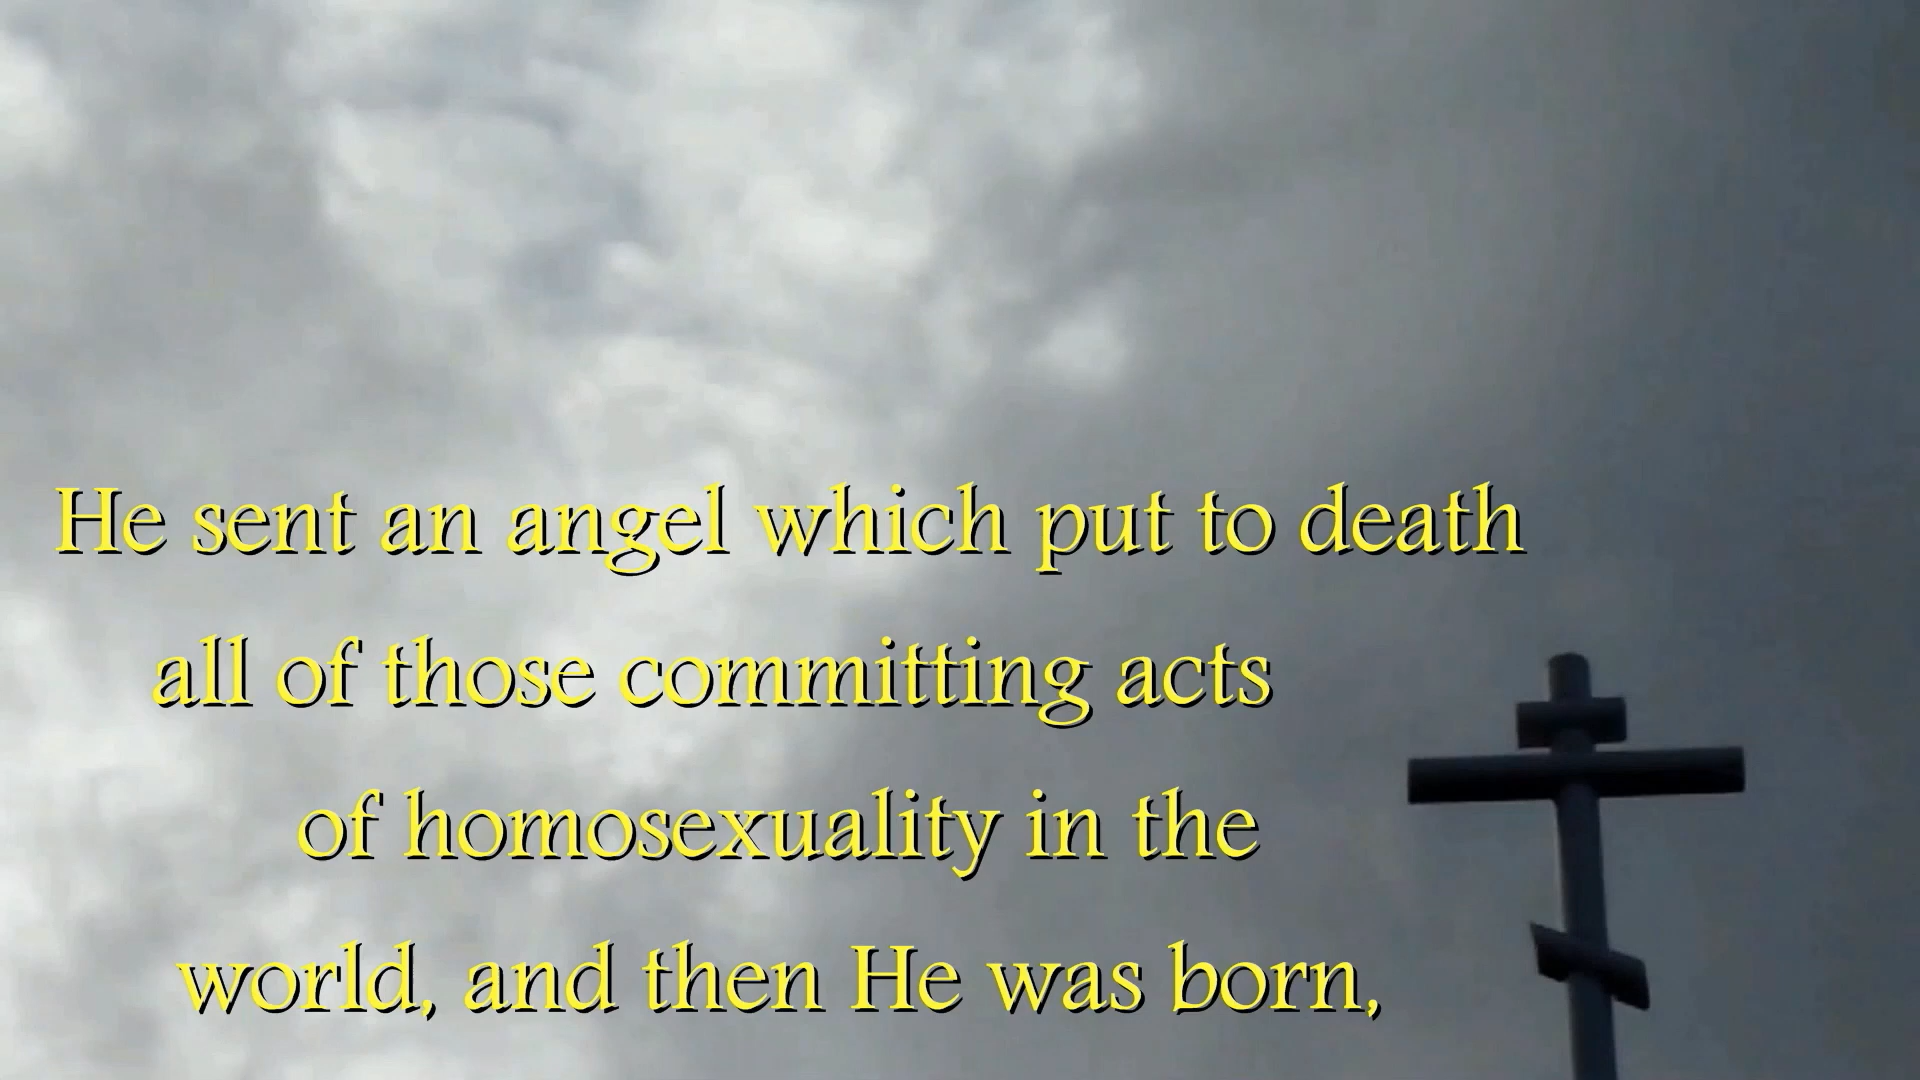 He sent an angel which put to death
all of those committing acts
of homosexuality in the
world, and then He was born,